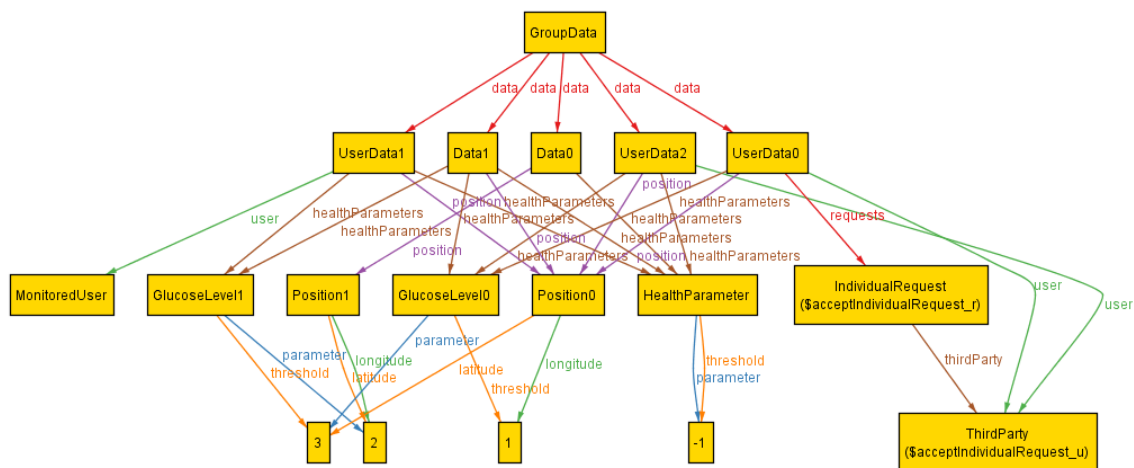 GroupData
data data data data data
UserData1 Data1 Data0 UserData2 UserData0
position
user healthParameters position healthParameters healthParameters requests
healthParameters healthParameters
position position healthParameters position healthParameters
healthParameters
MonitoredUser GlucoseLevel1 Position1 GlucoseLevel0 Position0 HealthParameter IndividualRequest user user
($acceptIndividualRequest_r)
parameter longitude parameter latitude longitude threshold thirdParty
threshold latitude threshold parameter
3 2 1 -1 ThirdParty
($acceptIndividualRequest_u)